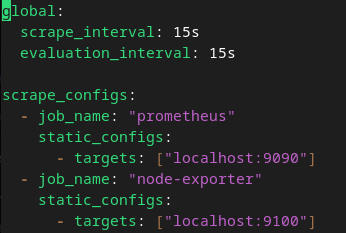 global:
  scrape_interval: 15s
  evaluation_interval: 15s

scrape_configs:
  - job_name: "prometheus"
    static_configs:
      - targets: ["localhost:9090"]
  - job_name: "node-exporter"
    static_configs:
      - targets: ["localhost:9100"]